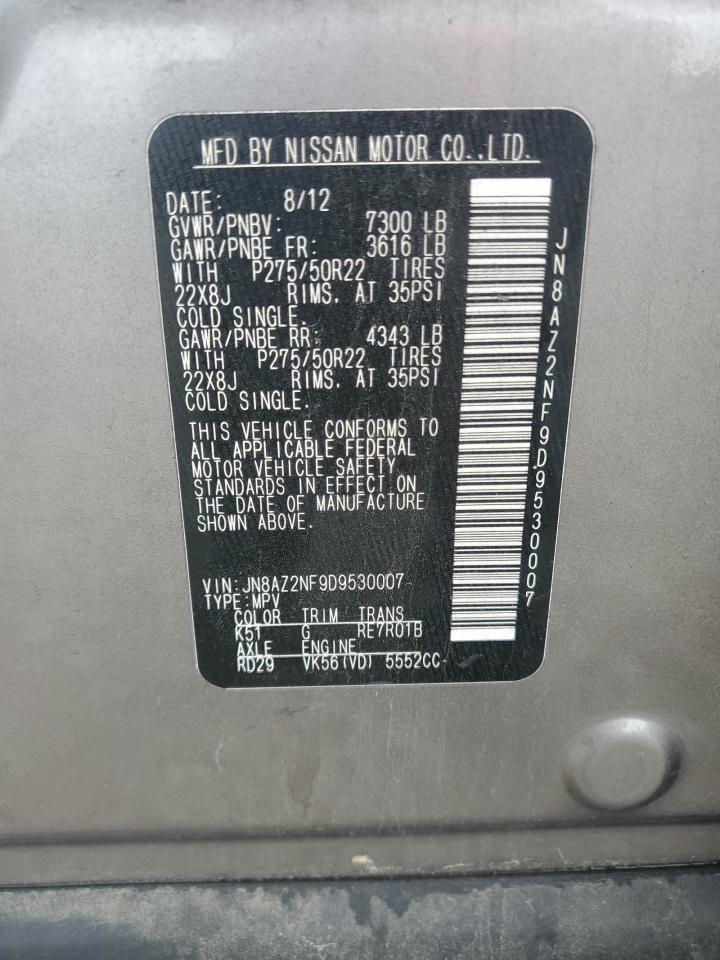 MFD BY NISSAN MOTOR CO.,LTD.
DATE: 8/12
GVWR/PNBV: 7300 LB
GAWR/PNBE FR: 3616 LB
WITH P275/50R22 TIRES
22X8J RIMS. AT 35PSI
COLD SINGLE.
GAWR/PNBE RR: 4343 LB
WITH P275/50R22 TIRES
22X8J RIMS. AT 35PSI
COLD SINGLE.
THIS VEHICLE CONFORMS TO
ALL APPLICABLE FEDERAL
MOTOR VEHICLE SAFETY
STANDARDS IN EFFECT ON
THE DATE OF MANUFACTURE
SHOWN ABOVE.
VIN:JN8AZ2NF9D9530007
TYPE:MPV
COLOR TRIM TRANS
K51 G RE7R01B
AXLE ENGINE
RD29 VK56(VD) 5552CC
JN8AZ2NF9D9530007